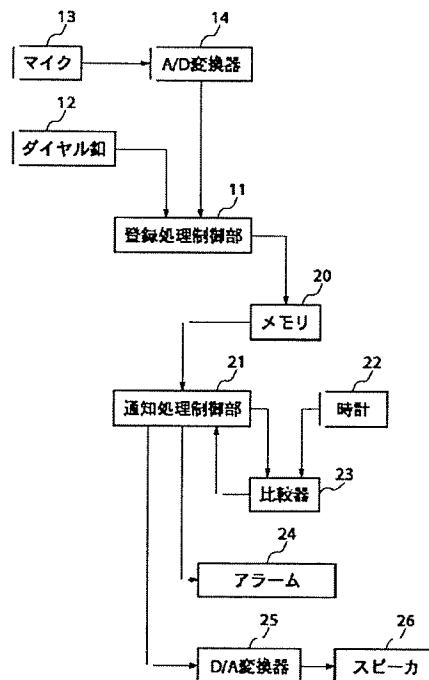 13
マイク
14
A/D変換器
12
ダイヤル釦
11
登録処理制御部
20
メモリ
21
通知処理制御部
22
時計
23
比較器
24
アラーム
25
D/A変換器
26
スピーカ